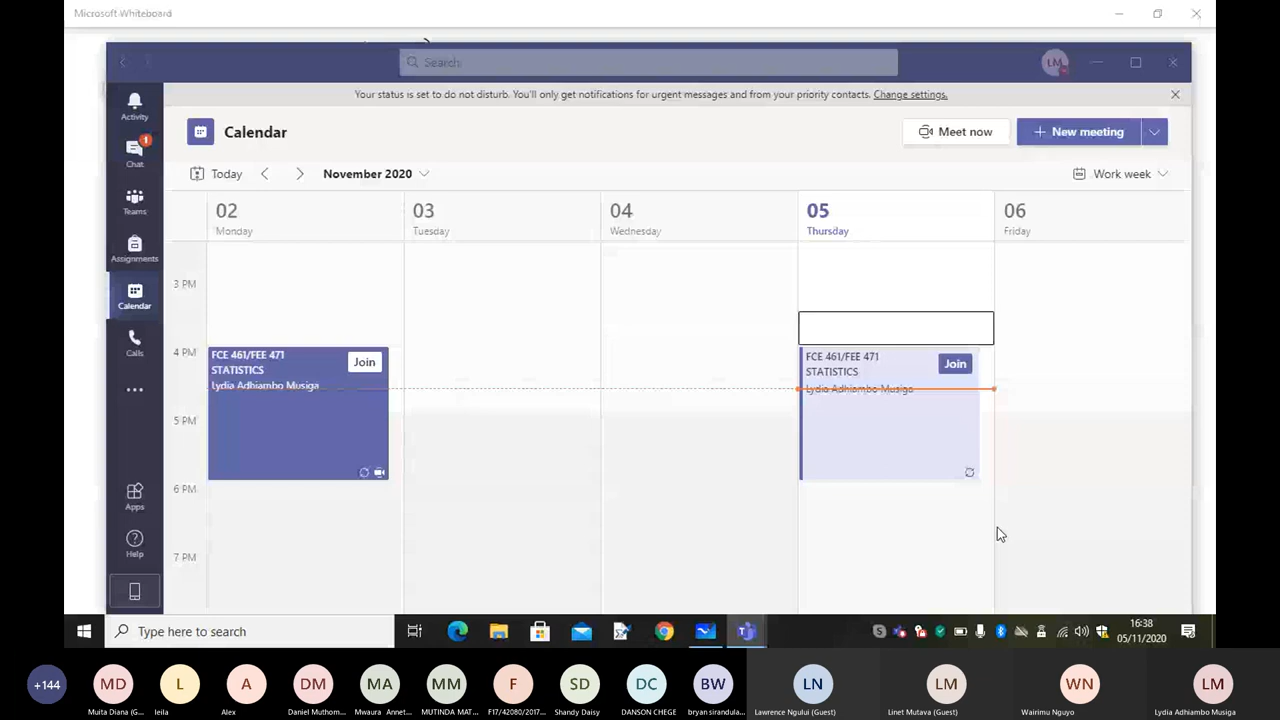 Microsoft Whiteboard
Search
LM
Your status is set to do not disturb. You'll only get notifications for urgent messages and from your priority contacts. Change settings.
Activity
Calendar
Meet now
New meeting
1
Chat
Today
November 2020
Work week
Teams
02
Monday
03
Tuesday
04
Wednesday
05
Thursday
06
Friday
Assignments
3 PM
Calendar
Calls
4 PM
FCE 461/FEE 471
STATISTICS
Lydia Adhiambo Musiga
Join
FCE 461/FEE 471
STATISTICS
Lydia Adhiambo Musiga
Join
5 PM
6 PM
Apps
Help
7 PM
Type here to search
16:38
05/11/2020
+144
MD
L
A
DM
MA
MM
F
SD
DC
BW
LN
LM
WN
LM
Muita Diana (G...
leila
Alex
Daniel Muthom...
Mwaura Annet...
MUTINDA MAT...
F17/42080/2017...
Shandy Daisy
DANSON CHEGE
bryan sirandula...
Lawrence Ngului (Guest)
Linet Mutava (Guest)
Wairimu Nguyo
Lydia Adhiambo Musiga